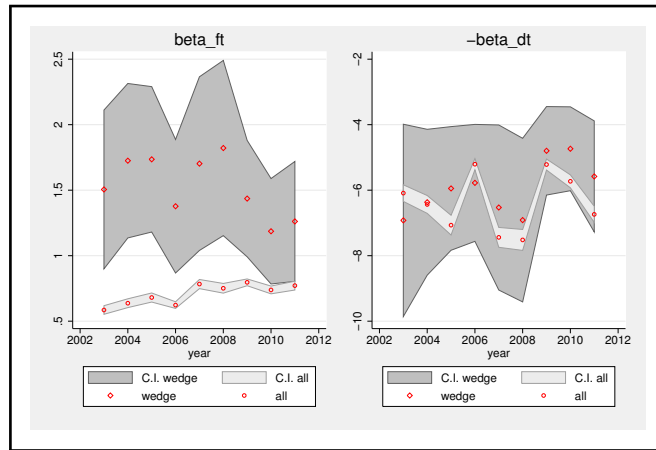 beta_ft
2.5
2
1.5
1
.5
2002 2004 2006 2008 2010 2012
year
C.I. wedge C.I. all
wedge all
−beta_dt
−2
−4
−6
−8
−10
2002 2004 2006 2008 2010 2012
year
C.I. wedge C.I. all
wedge all